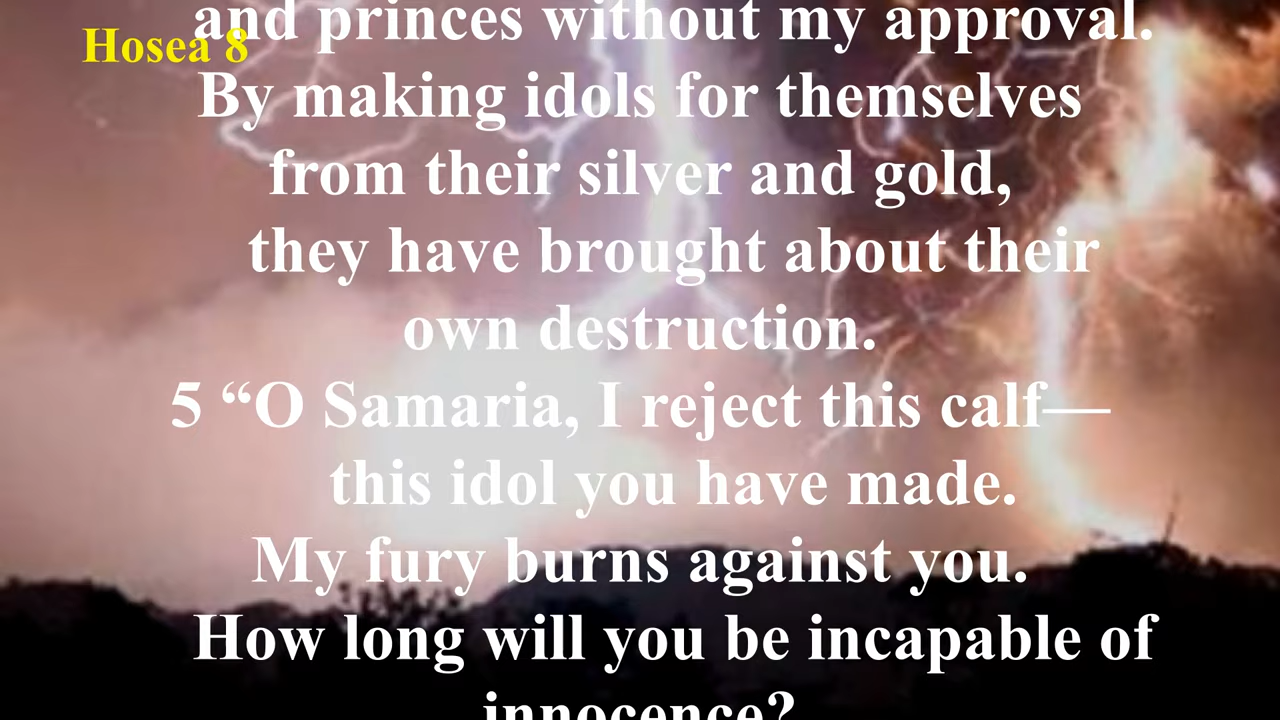 and princes without my approval.
Hosea 8
By making idols for themselves
from their silver and gold,
they have brought about their
own destruction.
5 “O Samaria, I reject this calf—
this idol you have made.
My fury burns against you.
How long will you be incapable of
innocence?